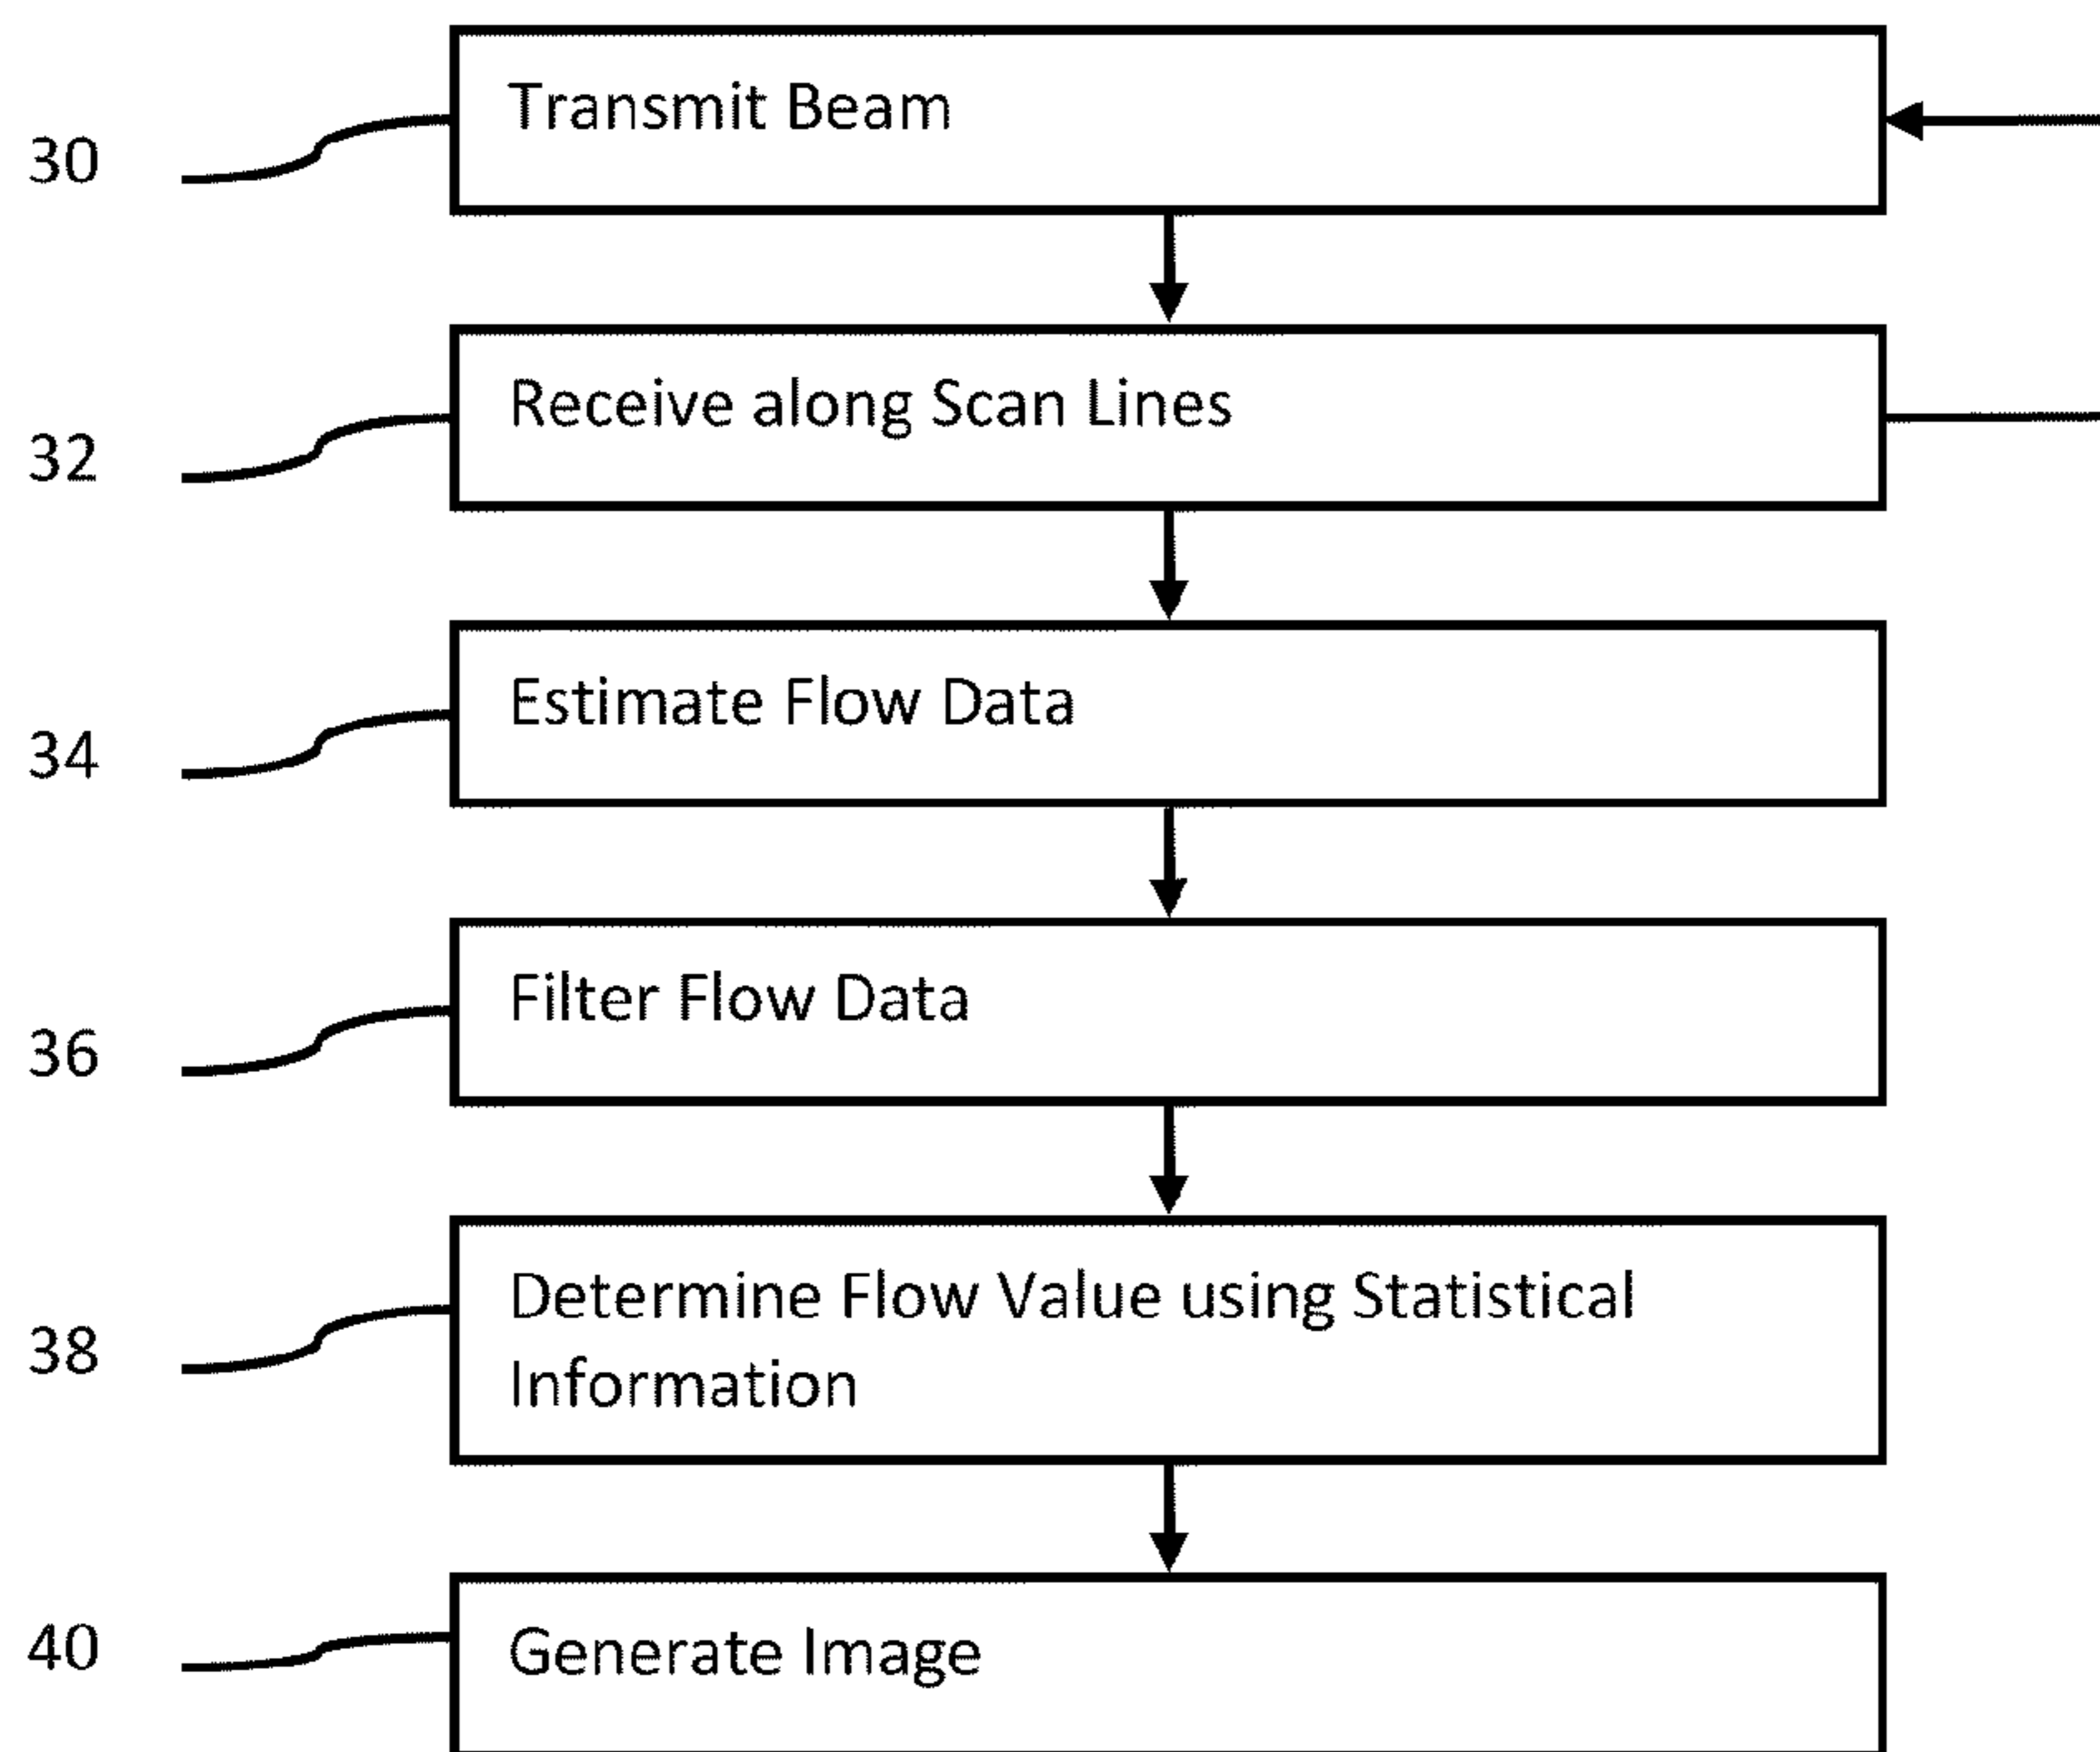 30
Transmit Beam
32
Receive along Scan Lines
34
Estimate Flow Data
36
Filter Flow Data
38
Determine Flow Value using Statistical
Information
40
Generate Image